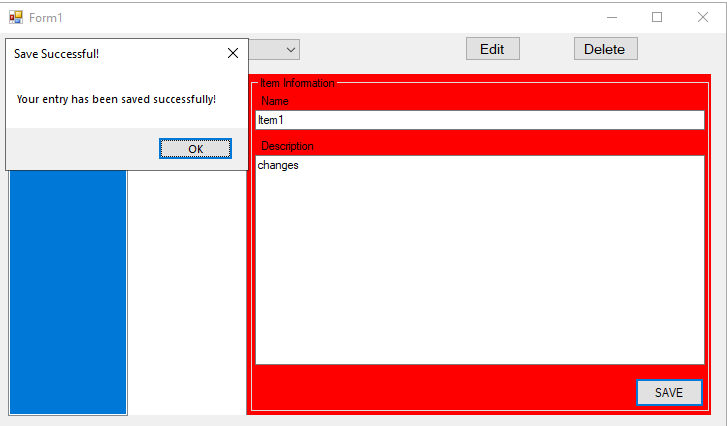 Form1
Save Successful!
Your entry has been saved successfully!
OK
Edit
Delete
Item Information
Name
Item1
Description
changes
SAVE